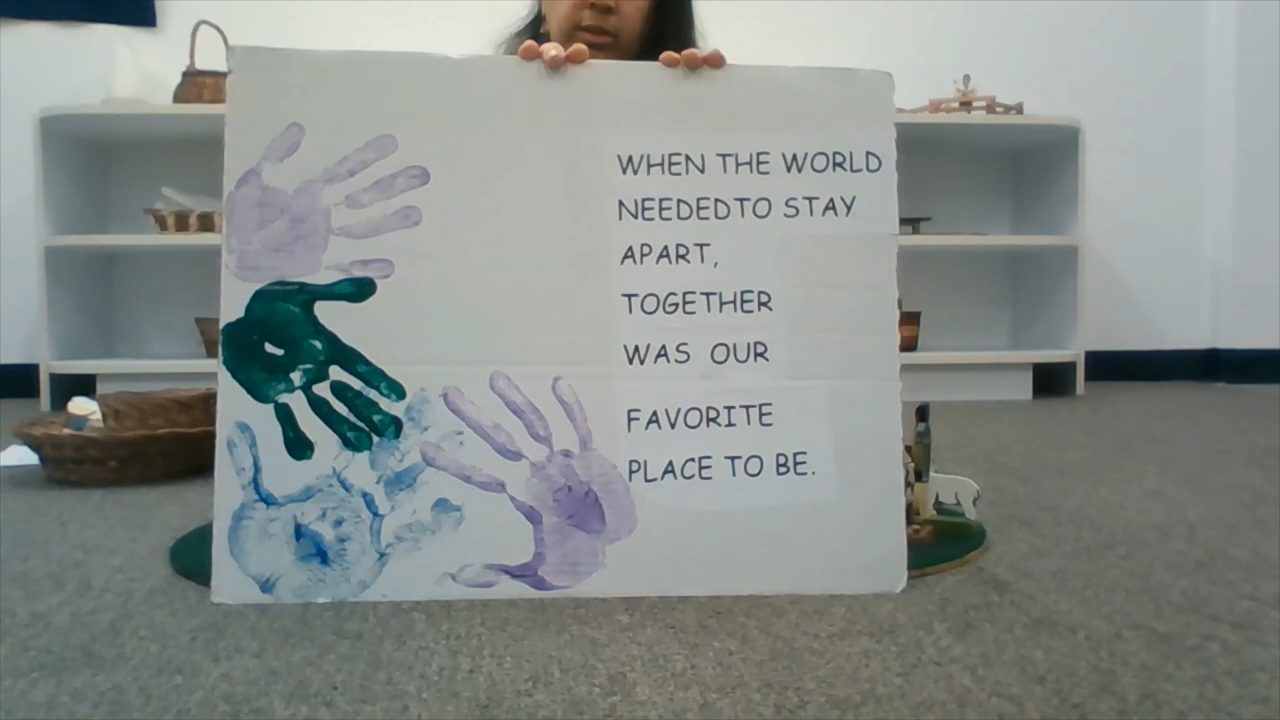 WHEN THE WORLD
NEEDEDTO STAY
APART,
TOGETHER
WAS OUR
FAVORITE
PLACE TO BE.